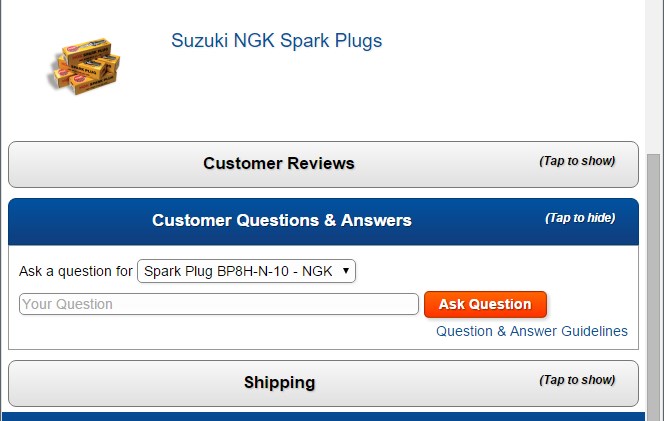 Suzuki NGK Spark Plugs
Customer Reviews (Tap to show)
Customer Questions & Answers (Tap to hide)
Ask a question for Spark Plug BP8H-N-10 - NGK
Your Question Ask Question
Question & Answer Guidelines
Shipping (Tap to show)